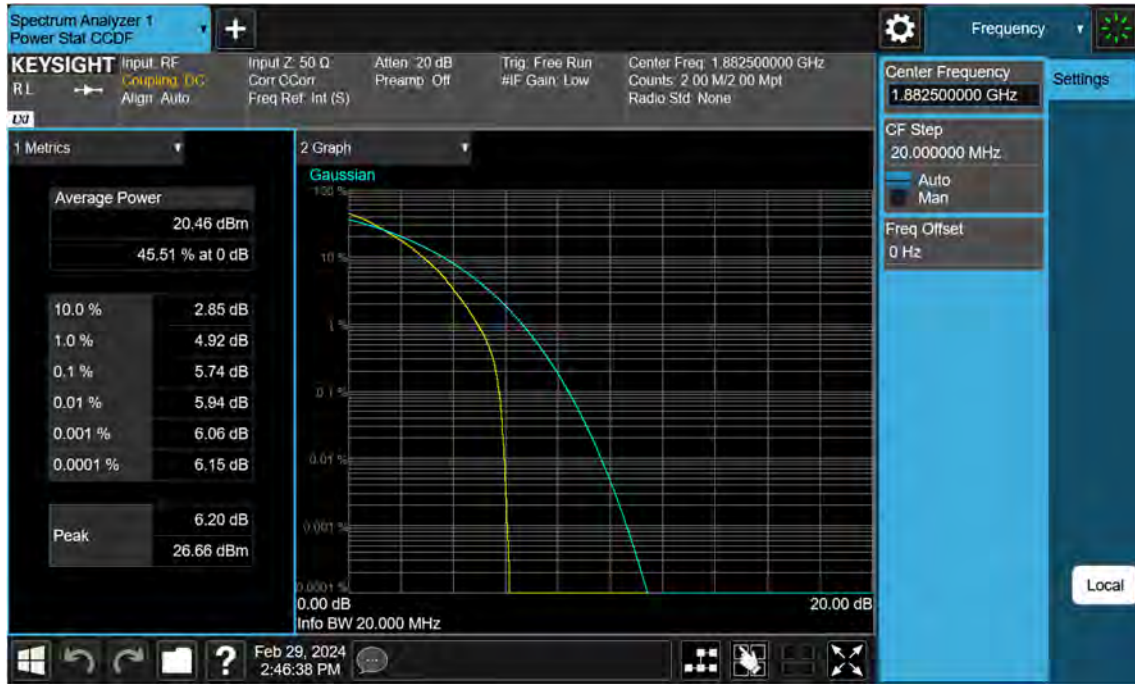 Spectrum Analyzer 1
Power Stat CCDF
+
Frequency
KEYSIGHT
Input: RF
Input Z: 50 Ω
Atten: 20 dB
Trig: Free Run
Center Freq: 1.882500000 GHz
RL
Coupling: DC
Corr CCorr
Preamp: Off
#IF Gain: Low
Counts: 2.00 M/2.00 Mpt
Align: Auto
Freq Ref: Int (S)
Radio Std: None
LXI
Center Frequency
1.882500000 GHz
Settings
CF Step
20.000000 MHz
Auto
Man
Freq Offset
0 Hz
1 Metrics
Average Power
20.46 dBm
45.51 % at 0 dB
10.0 % 2.85 dB
1.0 % 4.92 dB
0.1 % 5.74 dB
0.01 % 5.94 dB
0.001 % 6.06 dB
0.0001 % 6.15 dB
Peak
6.20 dB
26.66 dBm
2 Graph
Gaussian
100 %
10 %
1 %
0.1 %
0.01 %
0.001 %
0.0001 %
0.00 dB 20.00 dB
Info BW 20.000 MHz
Local
?
Feb 29, 2024
2:46:38 PM